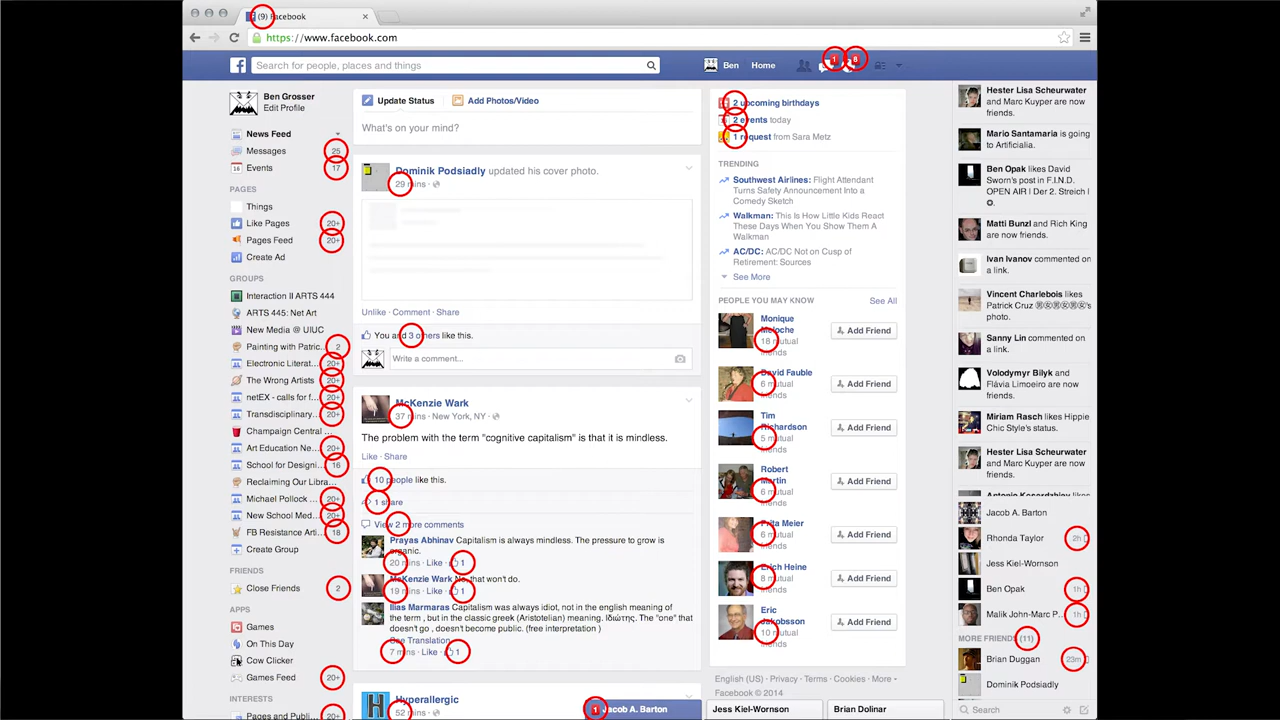 (9) Facebook
https://www.facebook.com
Search for people, places and things
Ben
Home
1
8
Ben Grosser
Edit Profile
News Feed
Messages 25
Events 17
PAGES
Things
Like Pages 20+
Pages Feed 20+
Create Ad
GROUPS
Interaction II ARTS 444
ARTS 445: Net Art
New Media @ UIUC
Painting with Patric... 2
Electronic Literat... 20+
The Wrong Artists 20+
netEX - calls for f... 20+
Transdisciplinary... 20+
Champaign Central ...
Art Education Ne... 20+
School for Designi... 16
Reclaiming Our Libra...
Michael Pollock ... 20+
New School Med... 20+
FB Resistance Arti... 18
Create Group
FRIENDS
Close Friends 2
APPS
Games
On This Day
Cow Clicker
Games Feed 20+
INTERESTS
Pages and Publi... 20+
Update Status
Add Photos/Video
What's on your mind?
Dominik Podsiadly updated his cover photo.
29 mins ·
Unlike · Comment · Share
You and 3 others like this.
Write a comment...
McKenzie Wark
37 mins · New York, NY ·
The problem with the term "cognitive capitalism" is that it is mindless.
Like · Share
10 people like this.
1 share
View 2 more comments
Prayas Abhinav Capitalism is always mindless. The pressure to grow is
organic.
20 mins · Like · 1
McKenzie Wark No, that won't do.
19 mins · Like · 1
Ilias Marmaras Capitalism was always idiot, not in the english meaning of
the term , but in the classic greek (Aristotelian) meaning. Ιδιώτης. The "one" that
doesn't go , doesn't become public. (free interpretation )
See Translation
7 mins · Like · 1
Hyperallergic
52 mins ·
2 upcoming birthdays
2 events today
1 request from Sara Metz
TRENDING
Southwest Airlines: Flight Attendant
Turns Safety Announcement Into a
Comedy Sketch
Walkman: This Is How Little Kids React
These Days When You Show Them A
Walkman
AC/DC: AC/DC Not on Cusp of
Retirement: Sources
See More
PEOPLE YOU MAY KNOW
See All
Monique
Meloche
18 mutual
friends
Add Friend
David Fauble
6 mutual
friends
Add Friend
Tim
Richardson
5 mutual
friends
Add Friend
Robert
Martin
6 mutual
friends
Add Friend
Meier
6 mutual
friends
Add Friend
Erich Heine
8 mutual
friends
Add Friend
Eric
Jakobsson
10 mutual
friends
Add Friend
English (US) · Privacy · Terms · Cookies · More
Facebook © 2014
Hester Lisa Scheurwater
and Marc Kuyper are now
friends.
Mario Santamaria is going
to Artificialia.
Ben Opak likes David
Sworn's post in F.I.N.D.
OPEN AIR | Der 2. Streich |
Matti Bunzl and Rich King
are now friends.
Ivan Ivanov commented on
a link.
Vincent Charlebois likes
Patrick Cruz 's
photo.
Sanny Lin commented on a
link.
Volodymyr Bilyk and
Flávia Limoeiro are now
friends.
Miriam Rasch likes Hippie
Chic Style's status.
Hester Lisa Scheurwater
and Marc Kuyper are now
friends.
Jacob A. Barton
Rhonda Taylor 2h
Jess Kiel-Wornson
Ben Opak 1h
Malik John-Marc P... 1h
MORE FRIENDS (11)
Brian Duggan 23m
Dominik Podsiadly
Search
1 Jacob A. Barton
Jess Kiel-Wornson
Brian Dolinar